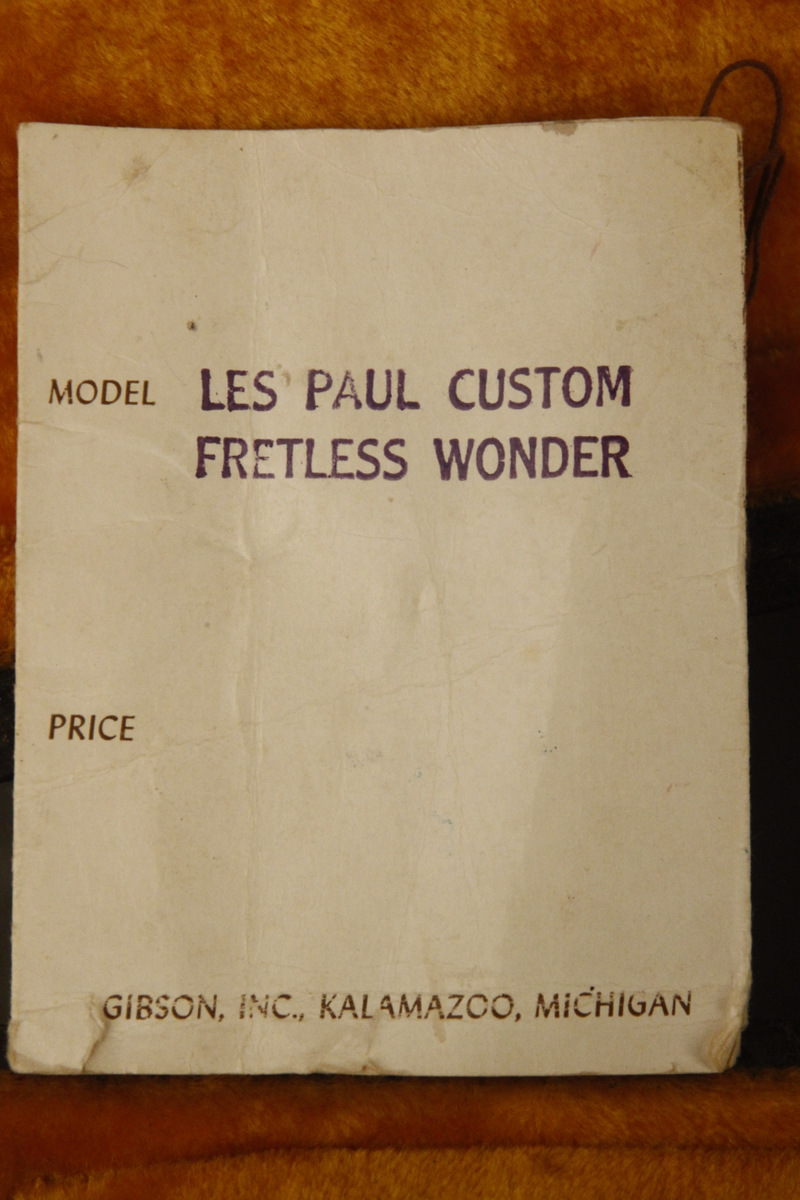 MODEL LES PAUL CUSTOM
FRETLESS WONDER
PRICE
GIBSON, INC., KALAMAZOO, MICHIGAN